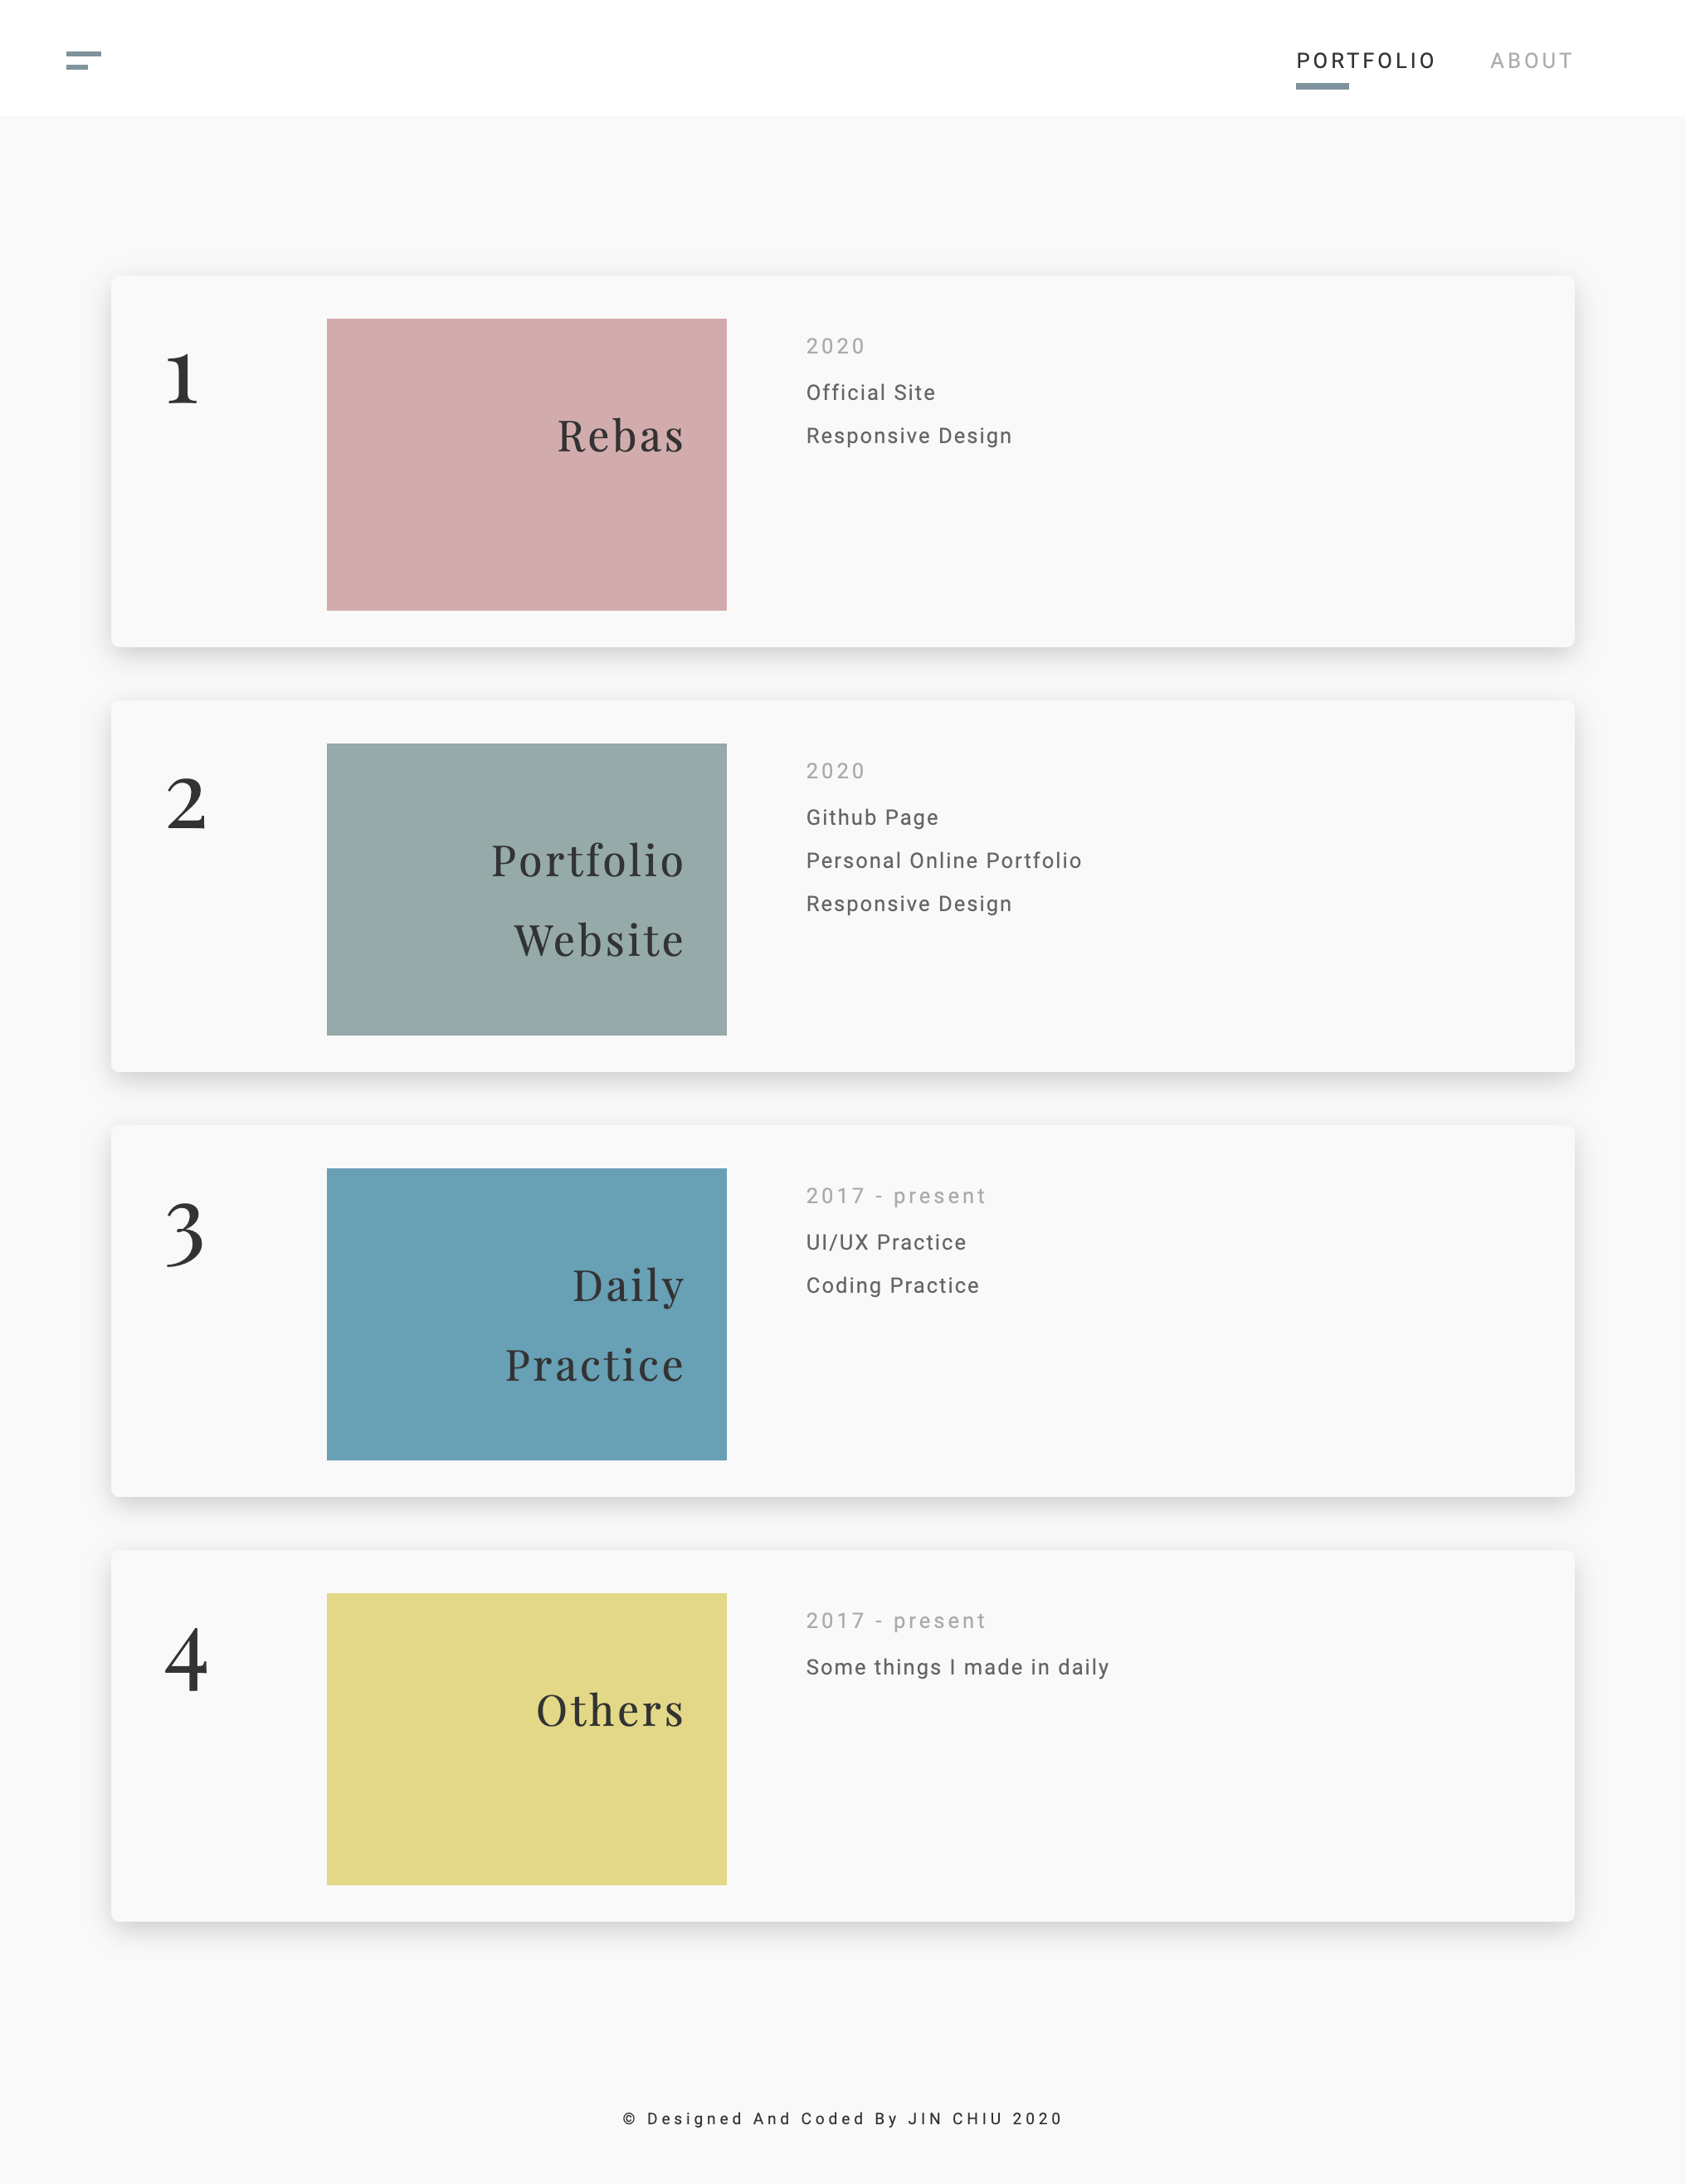 PORTFOLIO ABOUT
1
Rebas
2020
Official Site
Responsive Design
2
Portfolio
Website
2020
Github Page
Personal Online Portfolio
Responsive Design
3
Daily
Practice
2017 - present
UI/UX Practice
Coding Practice
4
Others
2017 - present
Some things I made in daily
© Designed And Coded By JIN CHIU 2020